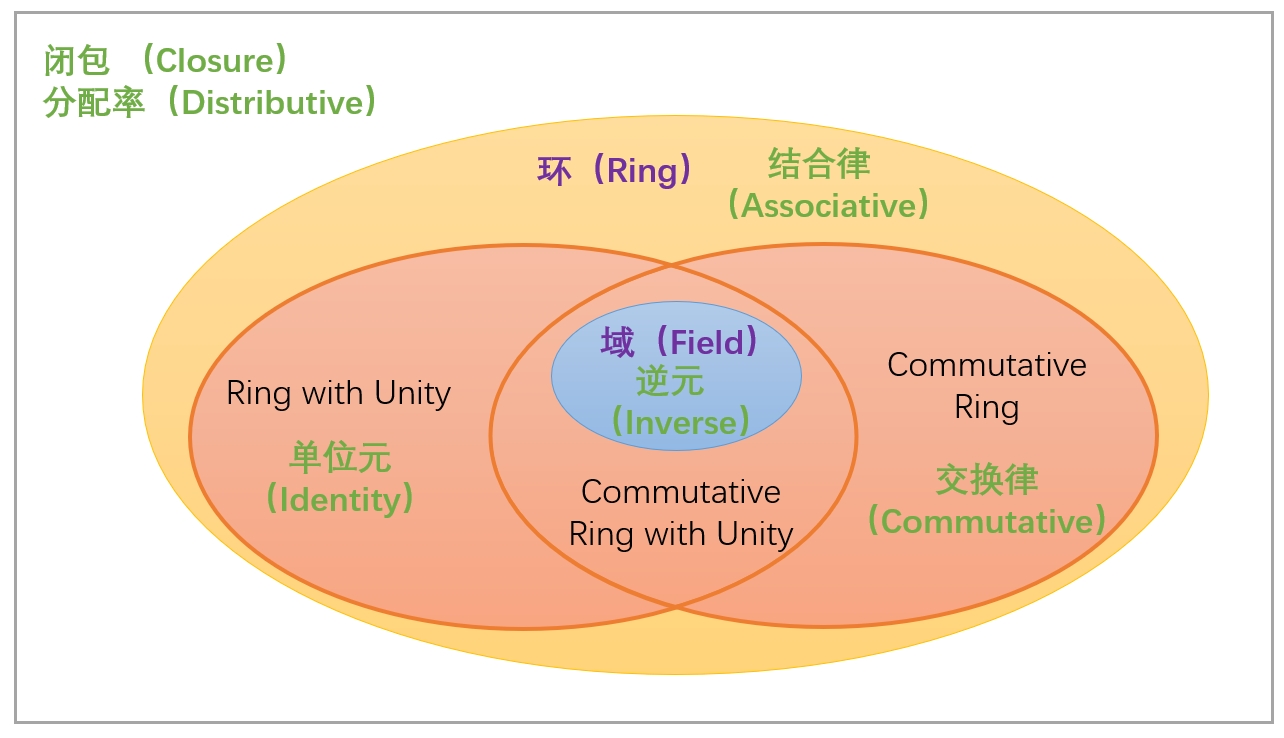 闭包 （Closure）
分配率（Distributive）
环（Ring）
结合律
（Associative）
域（Field）
逆元
（Inverse）
Ring with Unity
单位元
（Identity）
Commutative
Ring
交换律
（Commutative）
Commutative
Ring with Unity